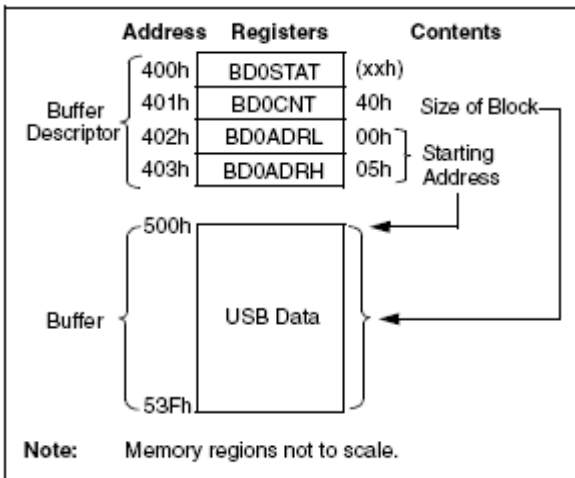 Address Registers Contents
400h BD0STAT (xxh)
401h BD0CNT 40h Size of Block
Buffer
Descriptor
402h BD0ADRL 00h
403h BD0ADRH 05h
Starting
Address
500h
Buffer USB Data
53Fh
Note: Memory regions not to scale.